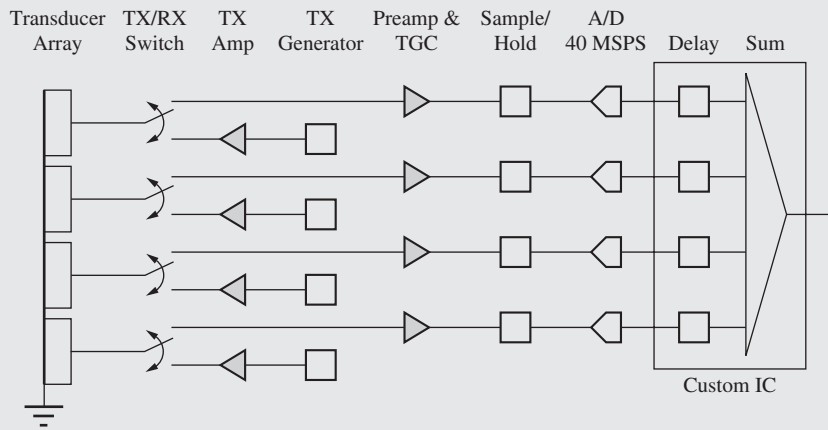 Transducer Array
TX/RX Switch
TX Amp
TX Generator
Preamp & TGC
Sample/ Hold
A/D 40 MSPS
Delay
Sum
Custom IC